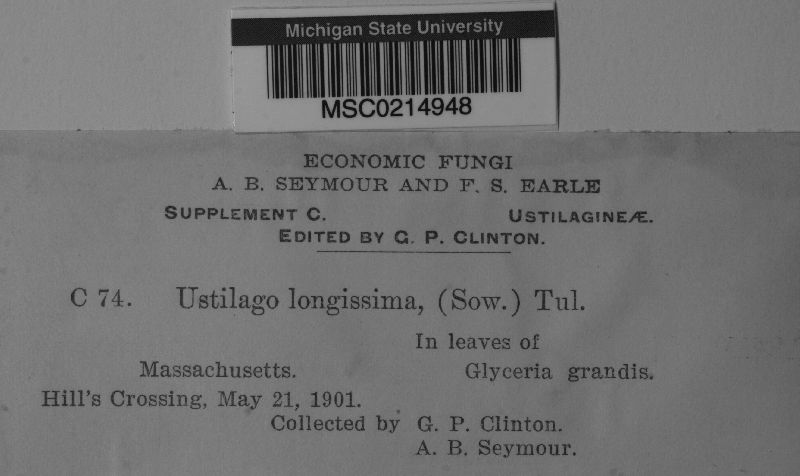 Michigan State University
MSC0214948
ECONOMIC FUNGI
A. B. SEYMOUR AND F. S. EARLE
SUPPLEMENT C. USTILAGINEÆ.
EDITED BY G. P. CLINTON.
C 74. Ustilago longissima, (Sow.) Tul.
In leaves of
Massachusetts. Glyceria grandis.
Hill's Crossing, May 21, 1901.
Collected by G. P. Clinton.
A. B. Seymour.